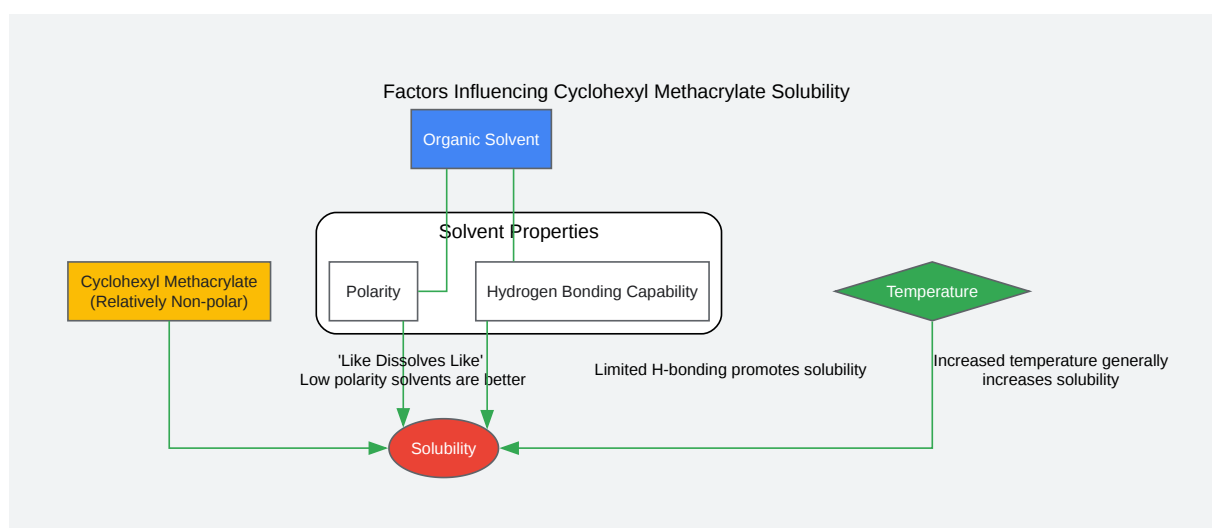 Factors Influencing Cyclohexyl Methacrylate Solubility
Organic Solvent
Solvent Properties
Cyclohexyl Methacrylate
(Relatively Non-polar)
Polarity
Hydrogen Bonding Capability
Temperature
'Like Dissolves Like'
Low polarity solvents are better
Limited H-bonding promotes solubility
Increased temperature generally
increases solubility
Solubility